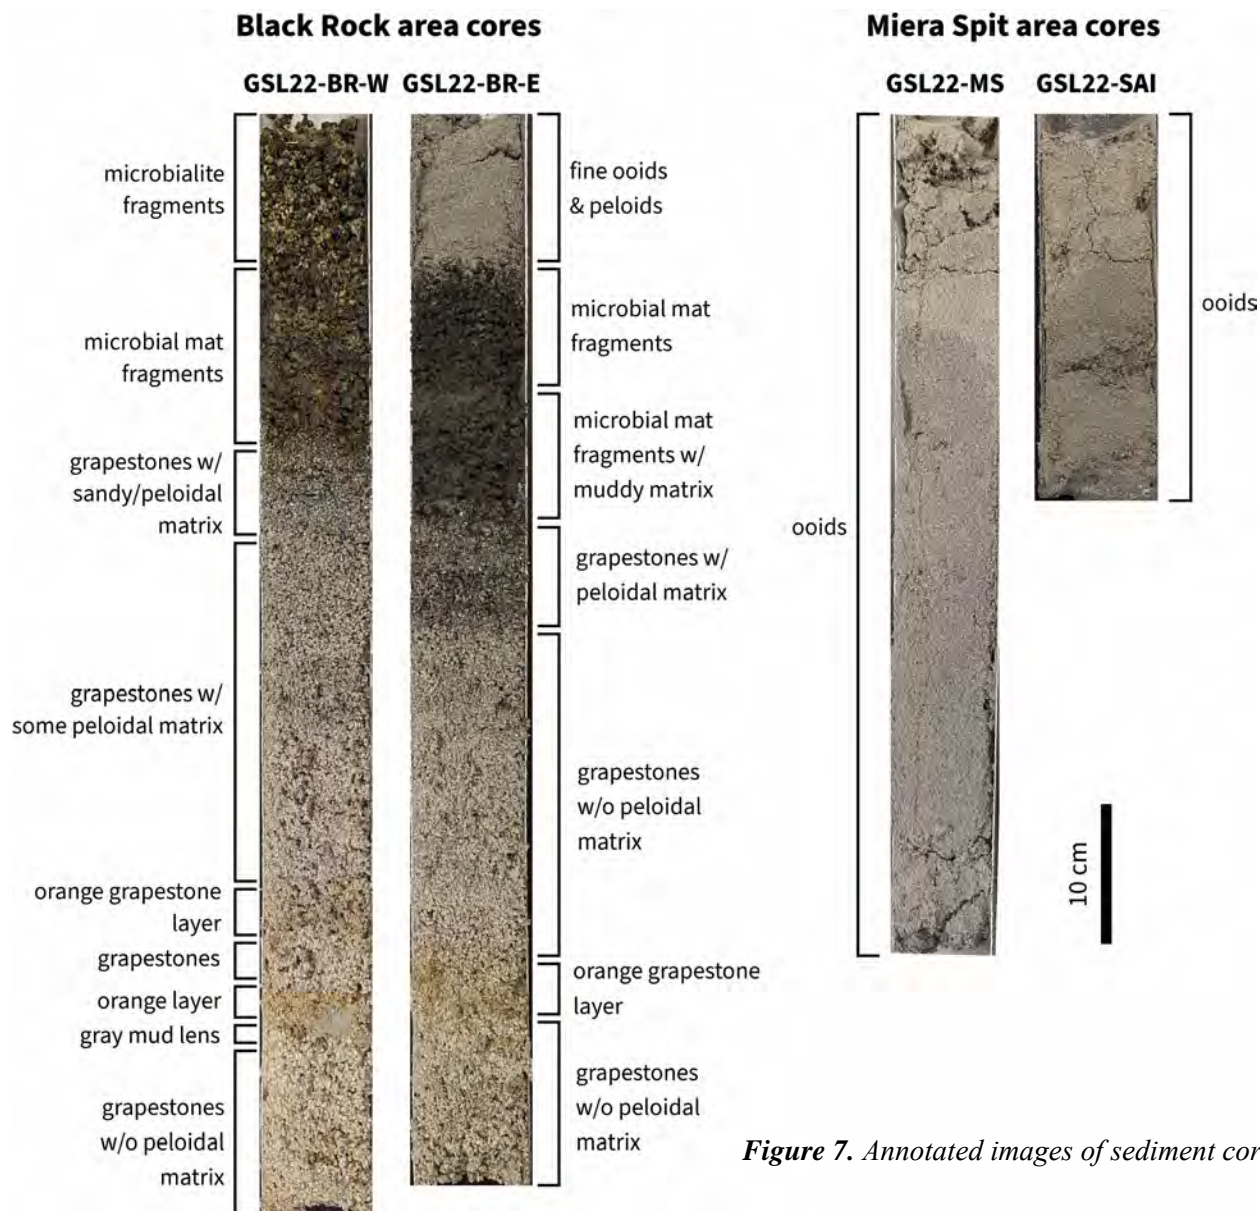 Black Rock area cores
GSL22-BR-W
GSL22-BR-E
microbialite
fragments
microbial mat
fragments
grapestones w/
sandy/peloidal
matrix
grapestones w/
some peloidal matrix
orange grapestone
layer
grapestones
orange layer
gray mud lens
grapestones
w/o peloidal
matrix
fine ooids
& peloids
microbial mat
fragments
microbial mat
fragments w/
muddy matrix
grapestones w/
peloidal matrix
grapestones
w/o peloidal
matrix
orange grapestone
layer
grapestones
w/o peloidal
matrix
Miera Spit area cores
GSL22-MS
GSL22-SAI
ooids
ooids
10 cm
Figure 7. Annotated images of sediment cor